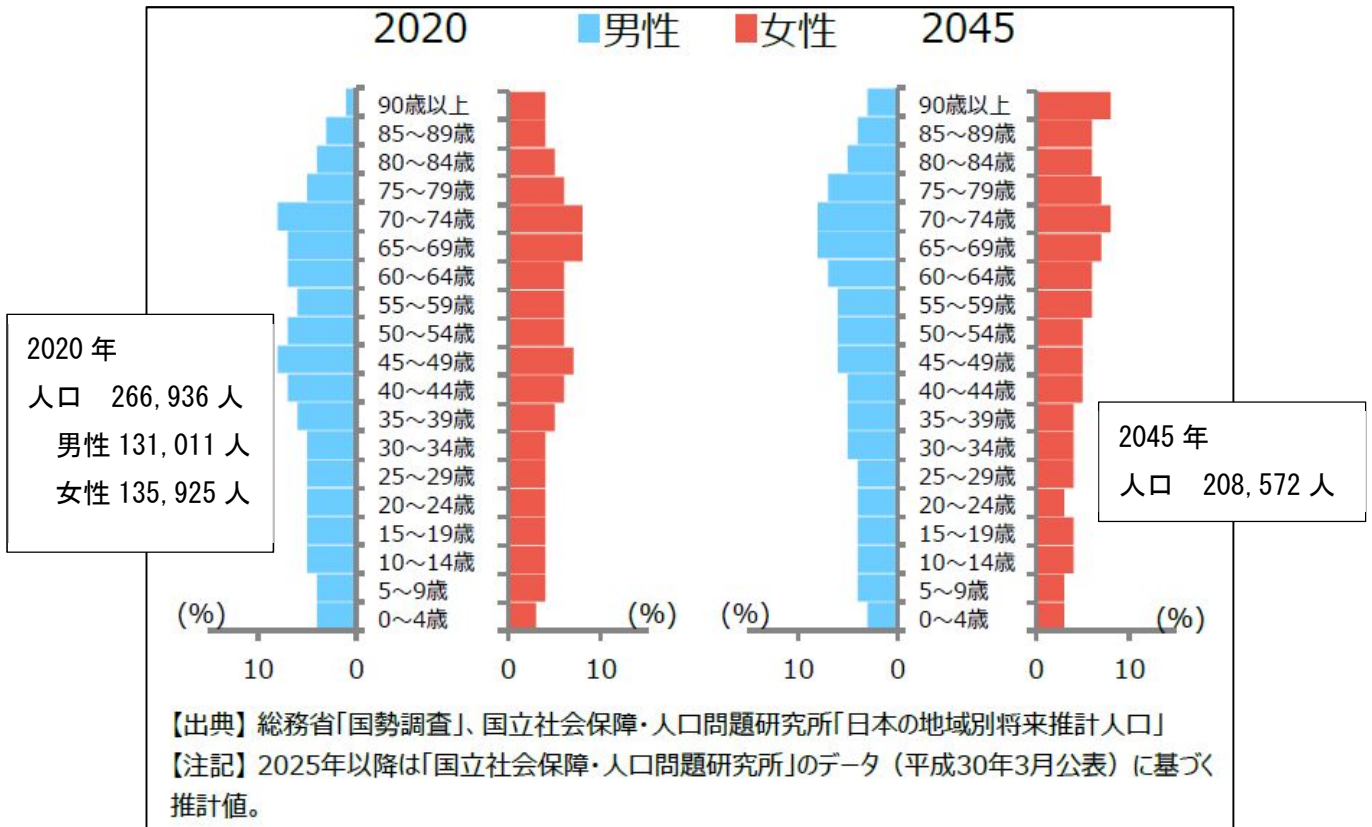 2020 男性 女性 2045
90歳以上 90歳以上
85～89歳 85～89歳
80～84歳 80～84歳
75～79歳 75～79歳
70～74歳 70～74歳
65～69歳 65～69歳
60～64歳 60～64歳
55～59歳 55～59歳
50～54歳 50～54歳
45～49歳 45～49歳
40～44歳 40～44歳
35～39歳 35～39歳
30～34歳 30～34歳
25～29歳 25～29歳
20～24歳 20～24歳
15～19歳 15～19歳
10～14歳 10～14歳
5～9歳 5～9歳
(%) 0～4歳 (%) (%) 0～4歳 (%)
10 0 0 10 10 0 0 10
2020 年
人口 266,936 人
男性 131,011 人
女性 135,925 人
2045 年
人口 208,572 人
【出典】総務省「国勢調査」、国立社会保障・人口問題研究所「日本の地域別将来推計人口」
【注記】2025年以降は「国立社会保障・人口問題研究所」のデータ（平成30年3月公表）に基づく
推計値。